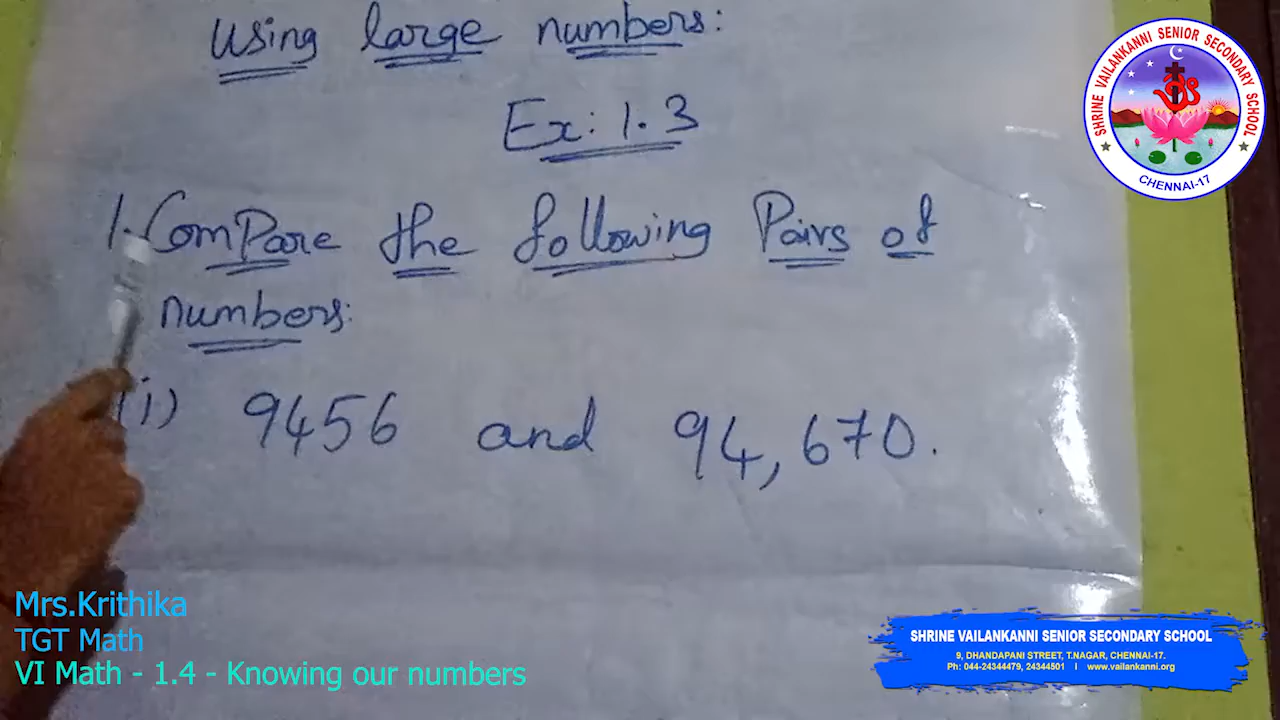 using large numbers:
Ex: 1.3
1. Compare the following Pairs of
numbers:
(i) 9456 and 94,670.
SHRINE VAILANKANNI SENIOR SECONDARY SCHOOL
CHENNAI-17
Mrs.Krithika
TGT Math
VI Math - 1.4 - Knowing our numbers
SHRINE VAILANKANNI SENIOR SECONDARY SCHOOL
9, DHANDAPANI STREET, T.NAGAR, CHENNAI-17.
Ph: 044-24344479, 24344501 I www.vailankanni.org